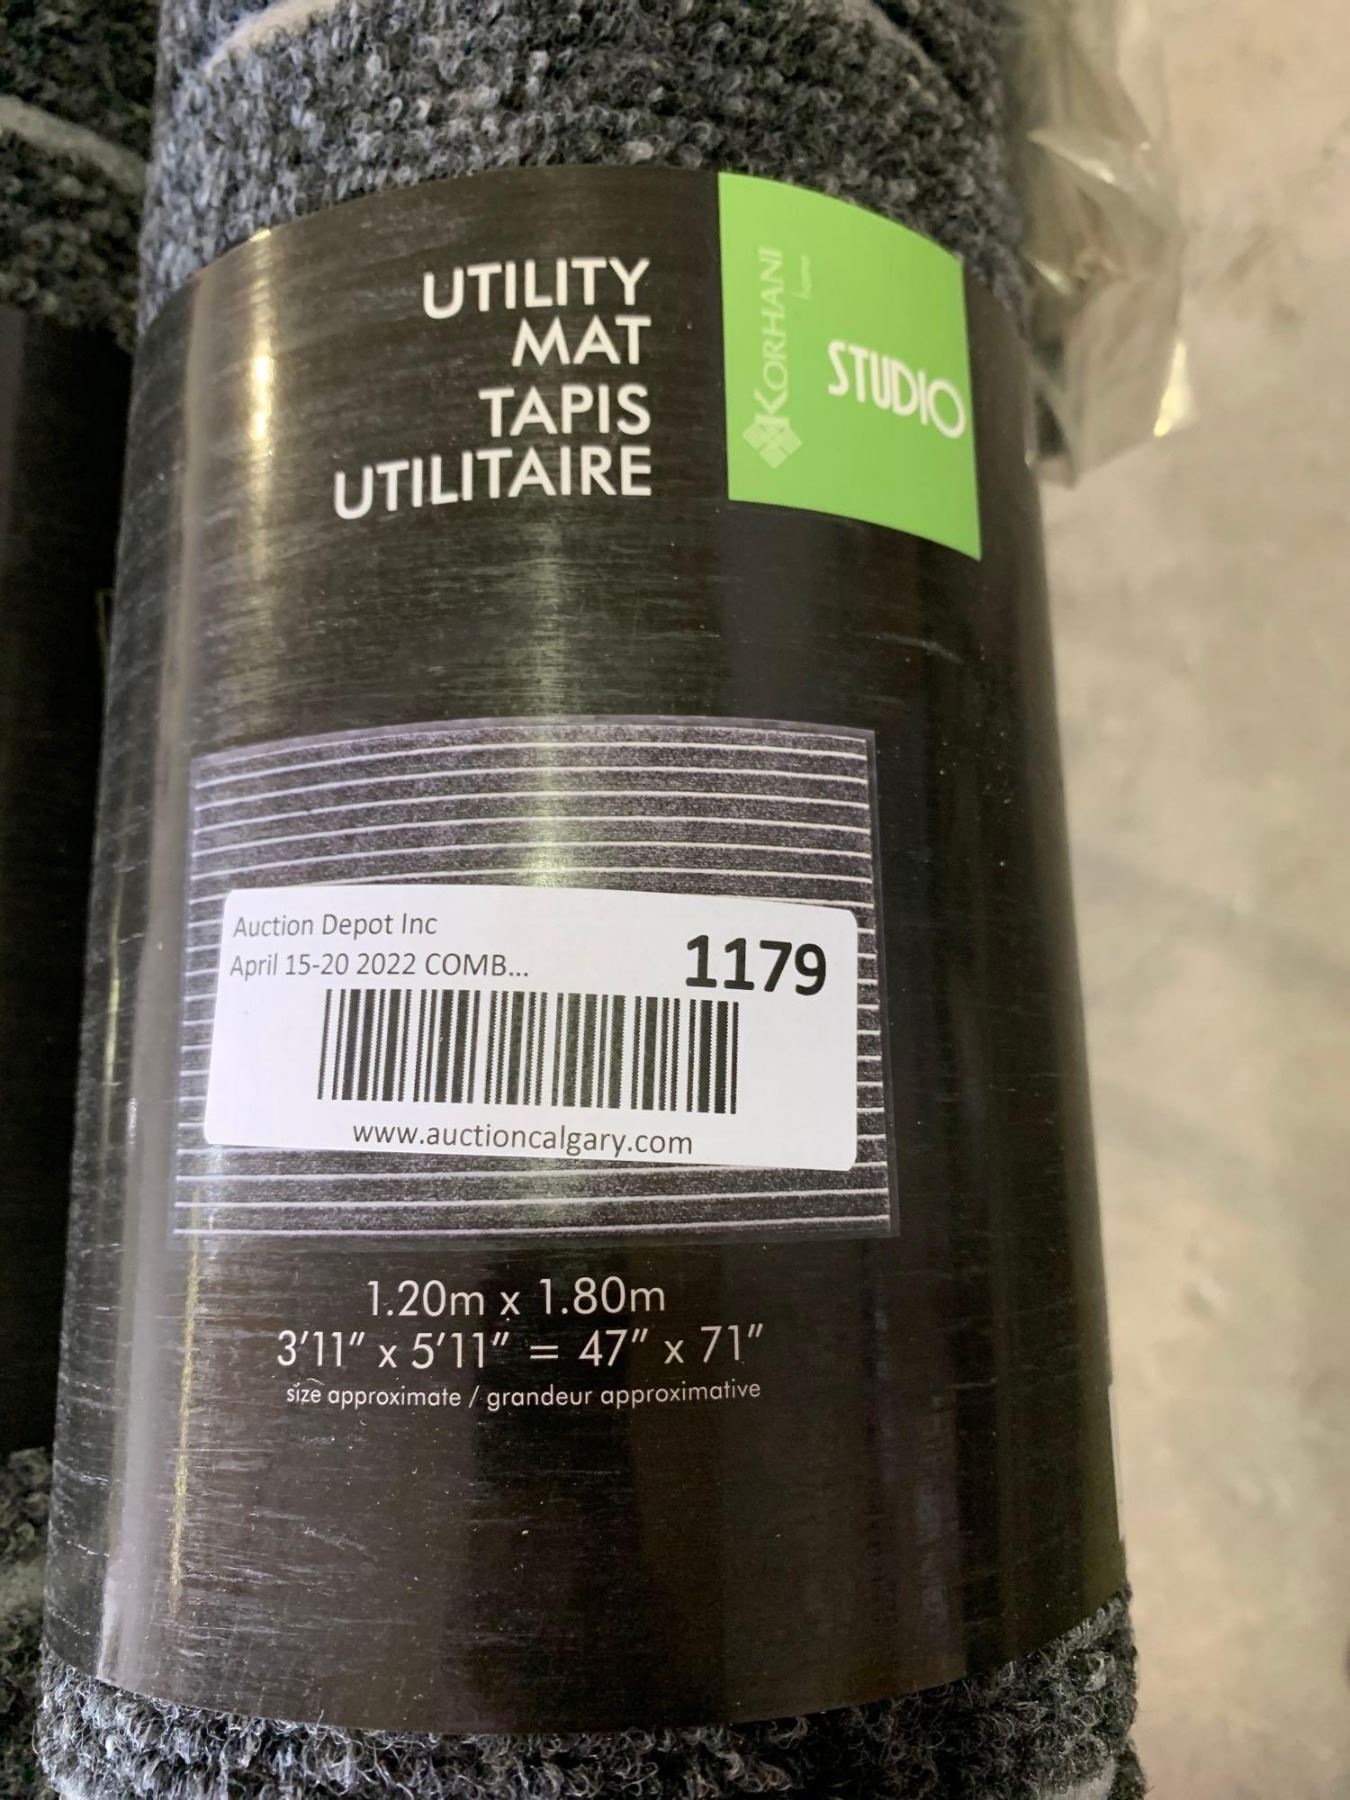 UTILITY
MAT
TAPIS
UTILITAIRE
KORHANI
home
STUDIO
Auction Depot Inc
April 15-20 2022 COMB...
1179
www.auctioncalgary.com
1.20m x 1.80m
3'11" x 5'11" = 47" x 71"
size approximate / grandeur approximative